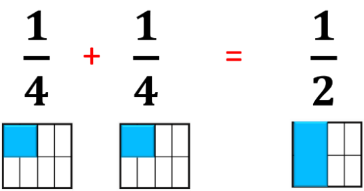 1/4 + 1/4 = 1/2